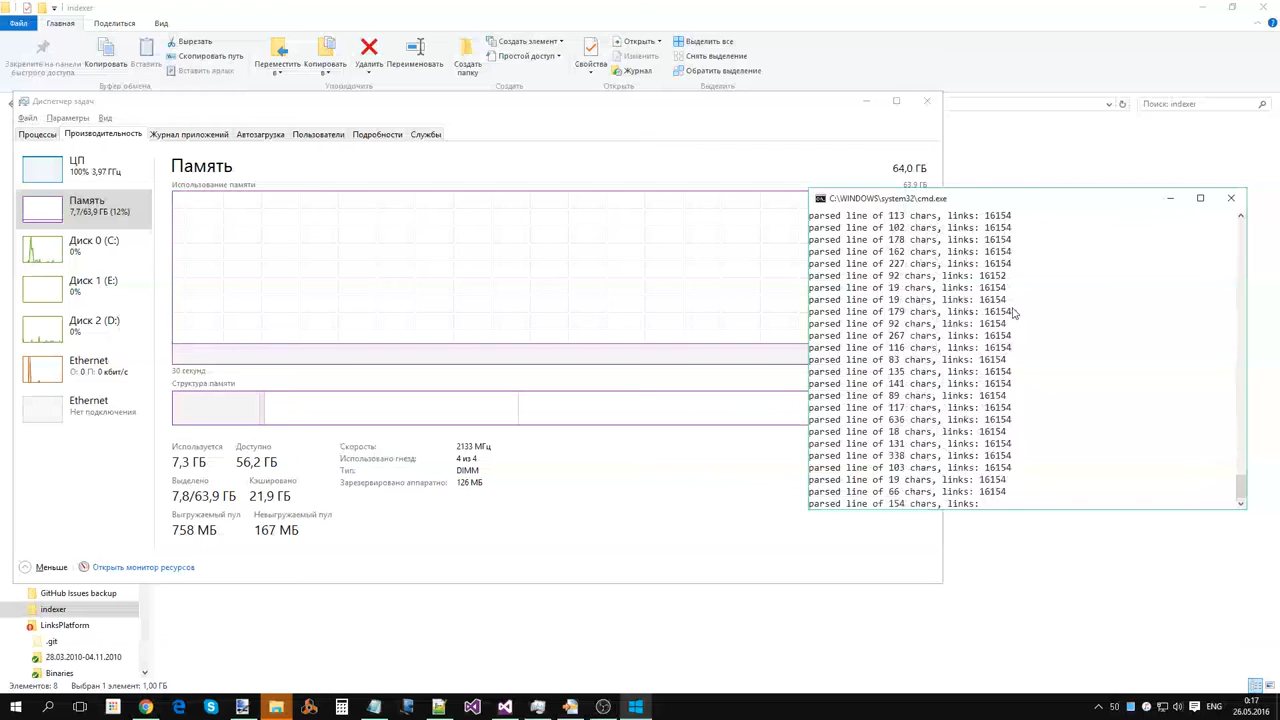 indexer
Файл Главная Поделиться Вид
Закрепить на панели быстрого доступа
Копировать
Вставить
Вырезать
Скопировать путь
Вставить ярлык
Переместить в
Копировать в
Удалить
Переименовать
Создать папку
Создать элемент
Простой доступ
Свойства
Открыть
Изменить
Журнал
Выделить все
Снять выделение
Обратить выделение
Буфер обмена Упорядочить Создать Открыть Выделить
Поиск: indexer
Диспетчер задач
Файл Параметры Вид
Процессы Производительность Журнал приложений Автозагрузка Пользователи Подробности Службы
ЦП
100% 3,97 ГГц
Память
7,7/63,9 ГБ (12%)
Диск 0 (C:)
0%
Диск 1 (E:)
0%
Диск 2 (D:)
0%
Ethernet
О: 0 П: 0 кбит/с
Ethernet
Нет подключения
Память 64,0 ГБ
Использование памяти 63,9 ГБ
30 секунд
Структура памяти
Используется Доступно
7,3 ГБ 56,2 ГБ
Выделено Кэшировано
7,8/63,9 ГБ 21,9 ГБ
Выгружаемый пул Невыгружаемый пул
758 МБ 167 МБ
Скорость: 2133 МГц
Использовано гнезд: 4 из 4
Тип: DIMM
Зарезервировано аппаратно: 126 МБ
Меньше Открыть монитор ресурсов
C:\WINDOWS\system32\cmd.exe
parsed line of 113 chars, links: 16154
parsed line of 102 chars, links: 16154
parsed line of 178 chars, links: 16154
parsed line of 162 chars, links: 16154
parsed line of 227 chars, links: 16154
parsed line of 92 chars, links: 16152
parsed line of 19 chars, links: 16154
parsed line of 19 chars, links: 16154
parsed line of 179 chars, links: 16154
parsed line of 92 chars, links: 16154
parsed line of 267 chars, links: 16154
parsed line of 116 chars, links: 16154
parsed line of 83 chars, links: 16154
parsed line of 135 chars, links: 16154
parsed line of 141 chars, links: 16154
parsed line of 89 chars, links: 16154
parsed line of 117 chars, links: 16154
parsed line of 636 chars, links: 16154
parsed line of 18 chars, links: 16154
parsed line of 131 chars, links: 16154
parsed line of 338 chars, links: 16154
parsed line of 103 chars, links: 16154
parsed line of 19 chars, links: 16154
parsed line of 66 chars, links: 16154
parsed line of 154 chars, links:
GitHub Issues backup
indexer
LinksPlatform
.git
28.03.2010-04.11.2010
Binaries
Элементов: 8 Выбран 1 элемент: 1,00 ГБ
50 ENG
0:17
26.05.2016